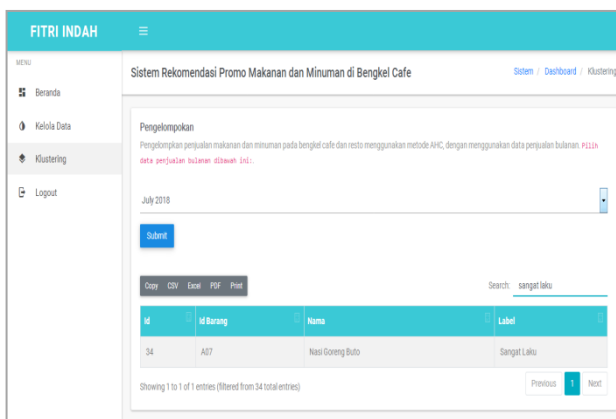 FITRI INDAH
MENU
Beranda
Kelola Data
Klustering
Logout
Sistem Rekomendasi Promo Makanan dan Minuman di Bengkel Cafe
Sistem / Dashboard / Klustering
Pengelompokan
Pengelompkan penjualan makanan dan minuman pada bengkel cafe dan resto menggunakan metode AHC, dengan menggunakan data penjualan bulanan. Pilih
data penjualan bulanan dibawah ini:.
July 2018
Submit
Copy CSV Excel PDF Print
Search: sangat laku
Id Id Barang Nama Label
34 A07 Nasi Goreng Buto Sangat Laku
Showing 1 to 1 of 1 entries (filtered from 34 total entries)
Previous 1 Next